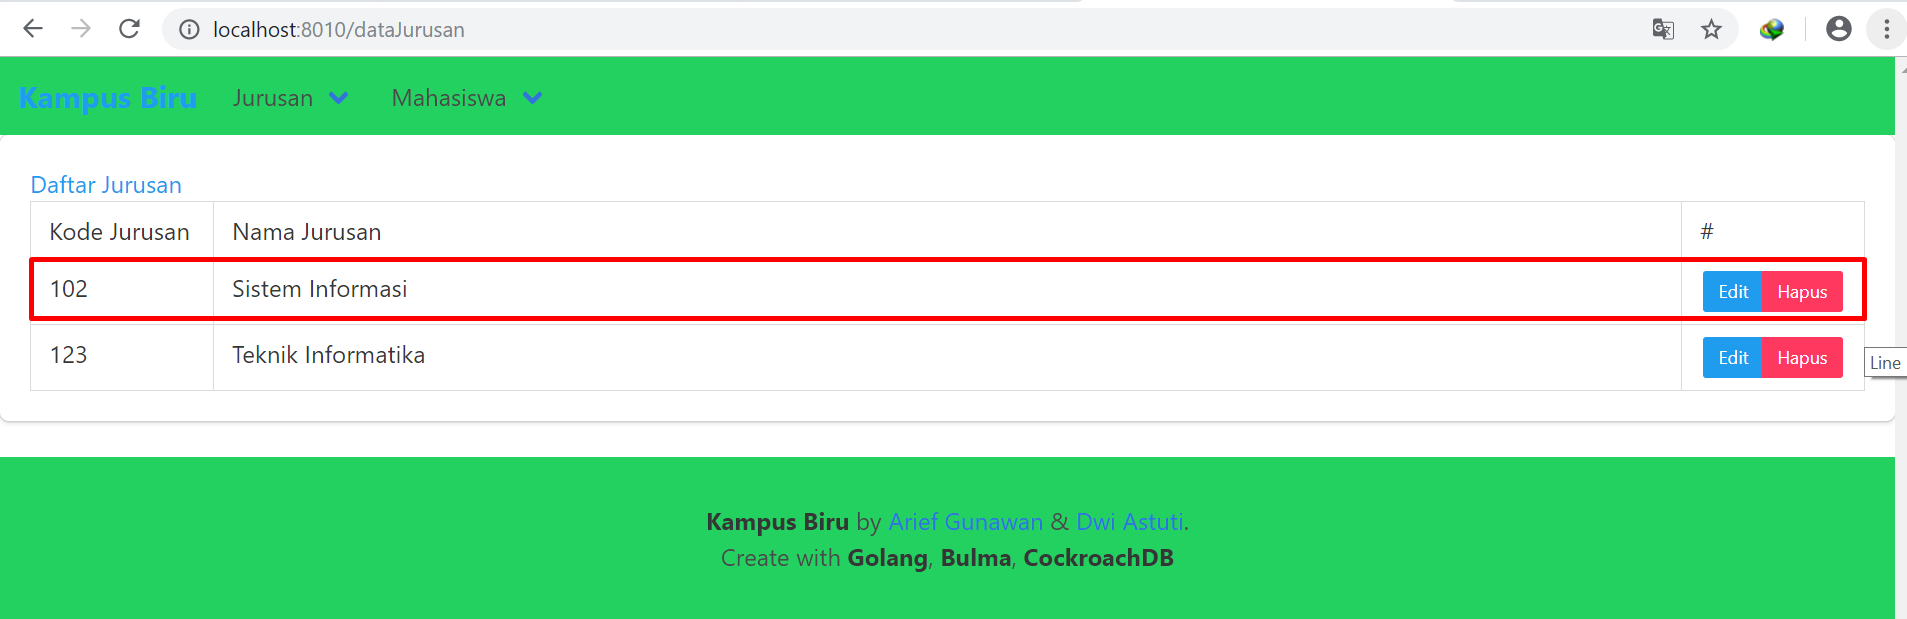 localhost:8010/dataJurusan
Kampus Biru Jurusan Mahasiswa
Daftar Jurusan
Kode Jurusan Nama Jurusan #
102 Sistem Informasi Edit Hapus
123 Teknik Informatika Edit Hapus
Line
Kampus Biru by Arief Gunawan & Dwi Astuti.
Create with Golang, Bulma, CockroachDB